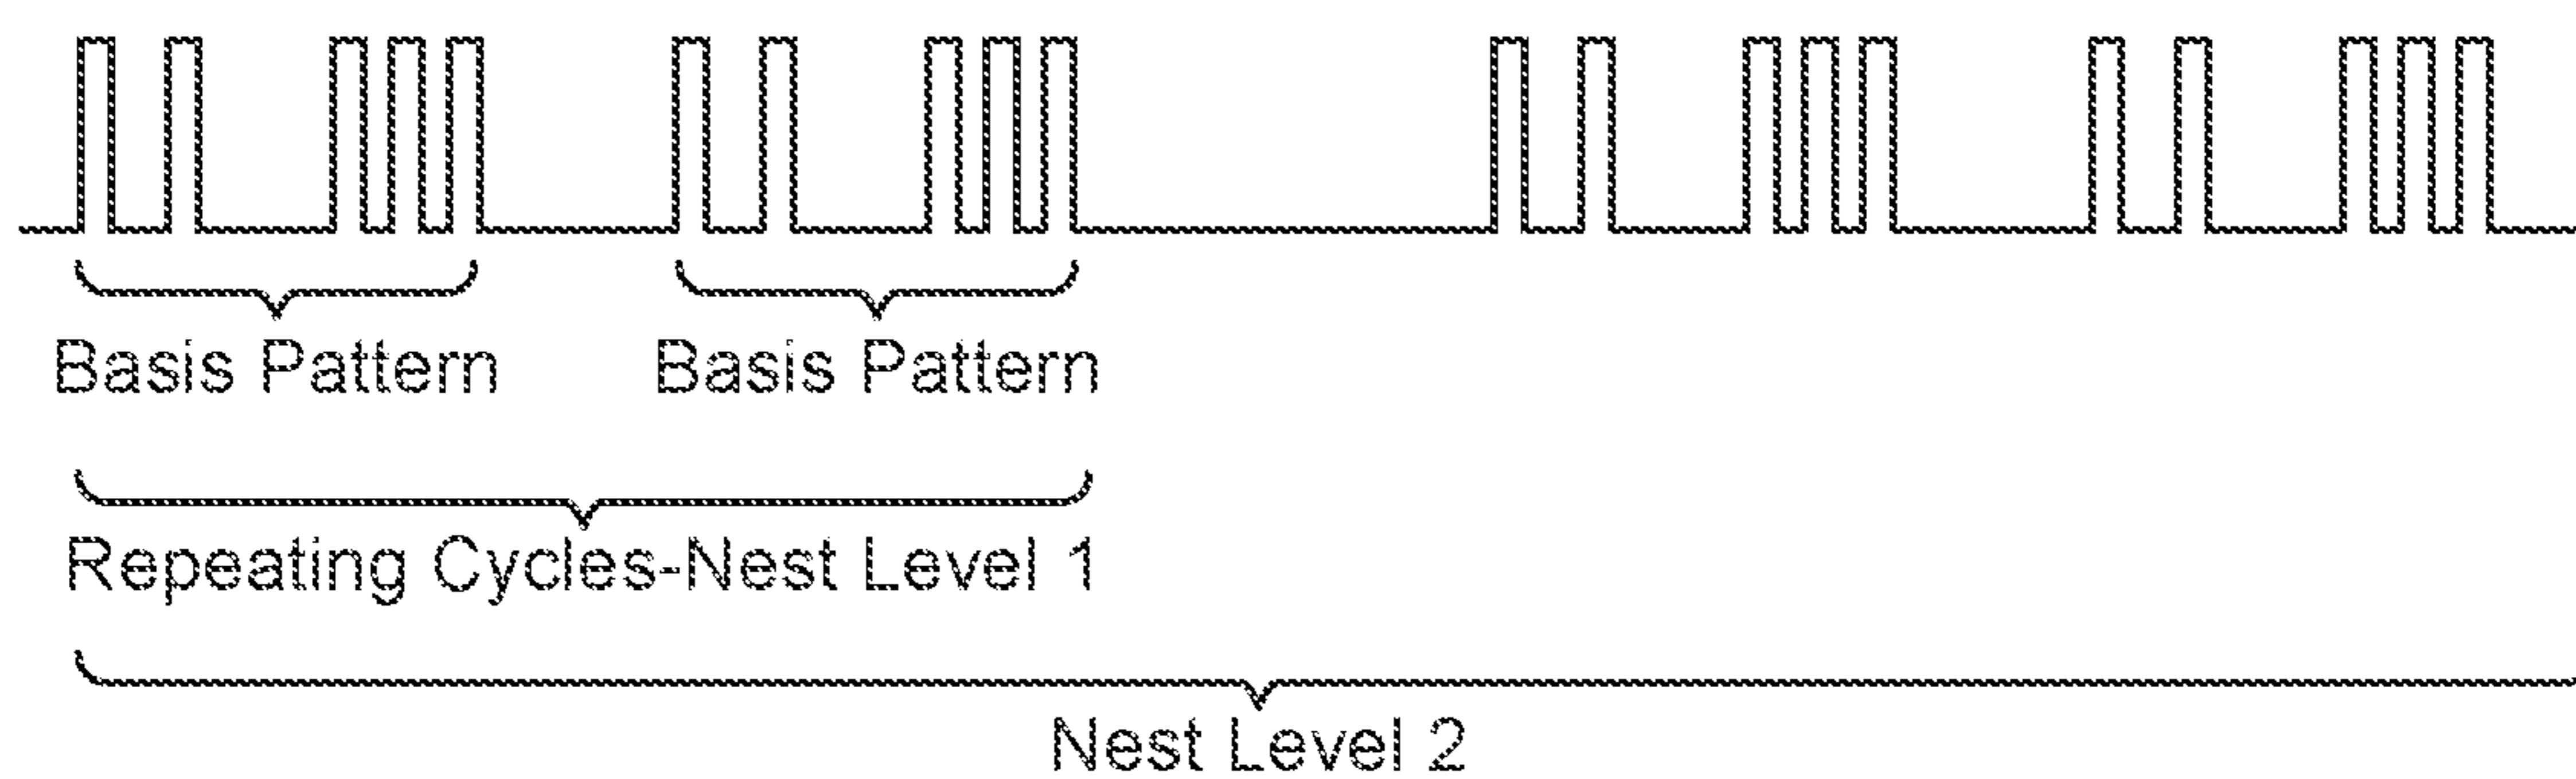 Basis Pattern Basis Pattern
Repeating Cycles-Nest Level 1
Nest Level 2